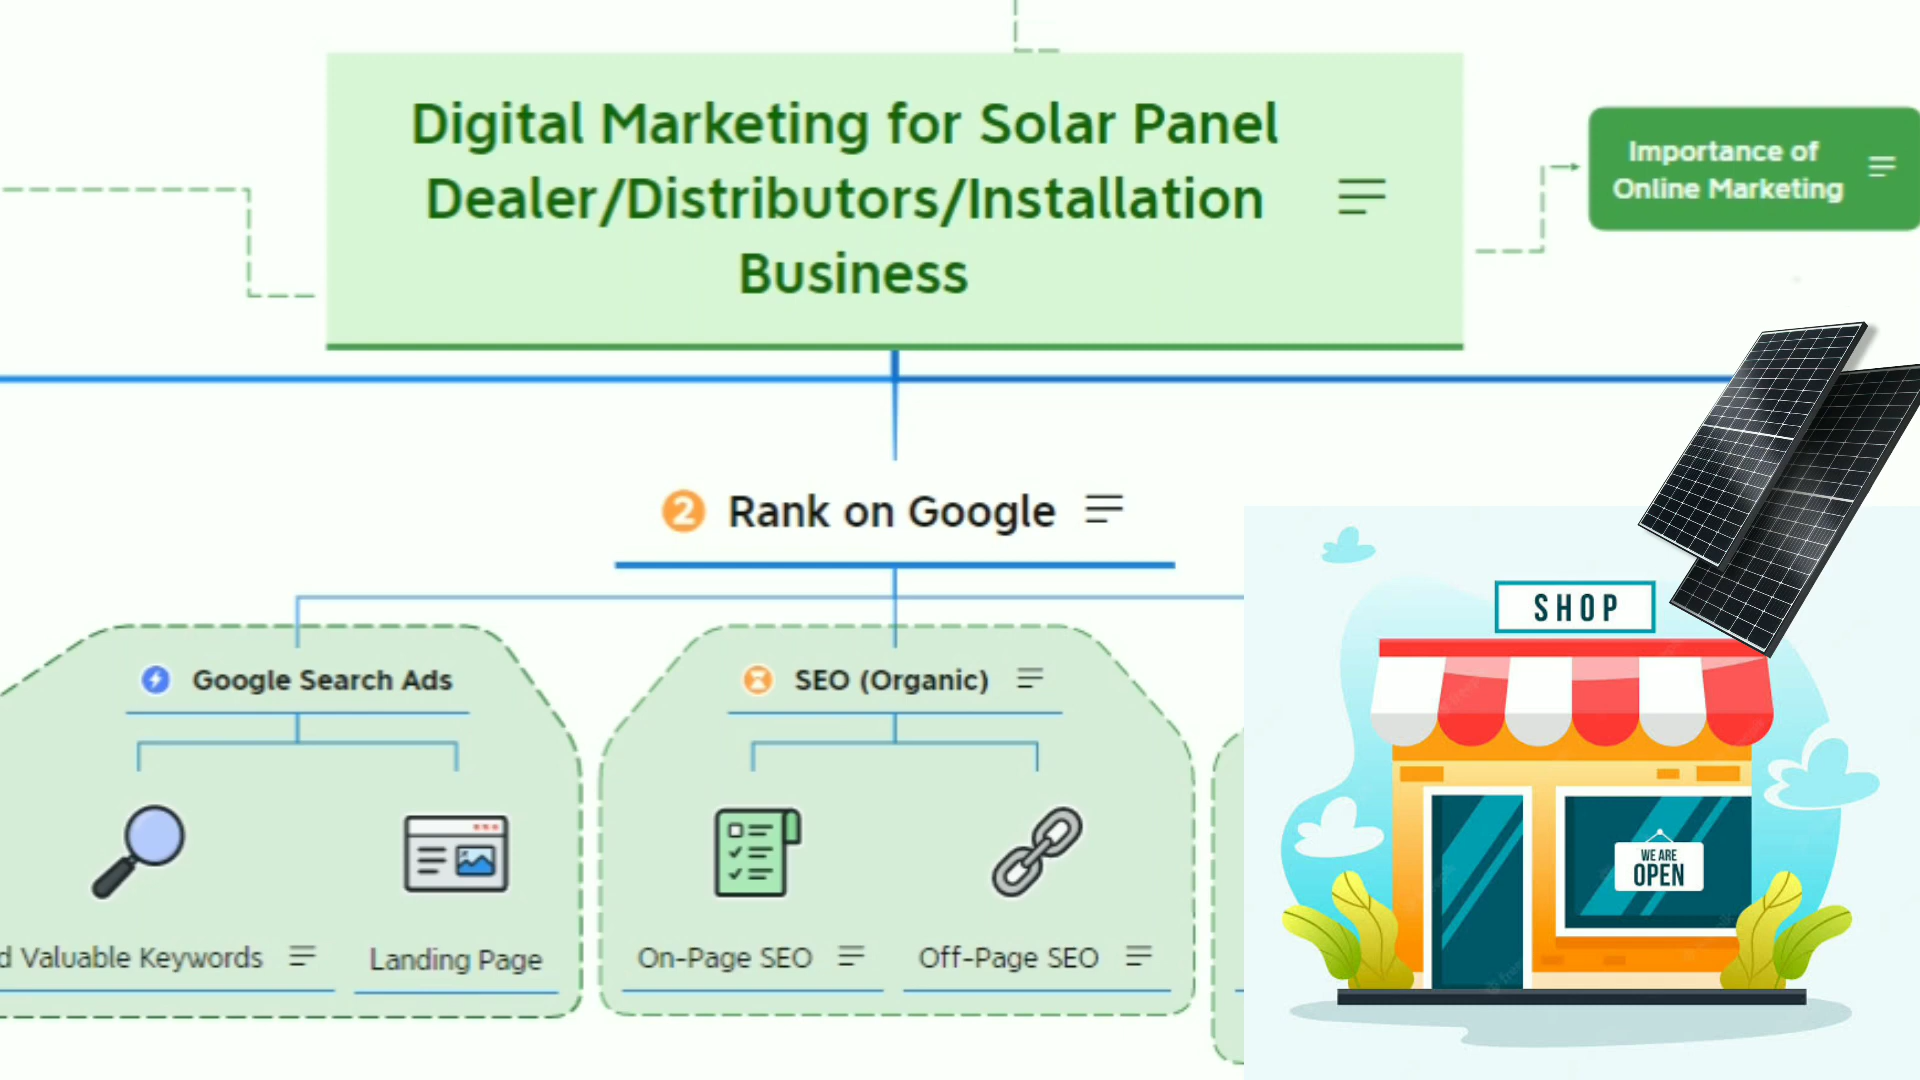 Digital Marketing for Solar Panel
Dealer/Distributors/Installation
Business
Importance of
Online Marketing
2 Rank on Google
Google Search Ads
SEO (Organic)
Valuable Keywords
Landing Page
On-Page SEO
Off-Page SEO
SHOP
WE ARE
OPEN